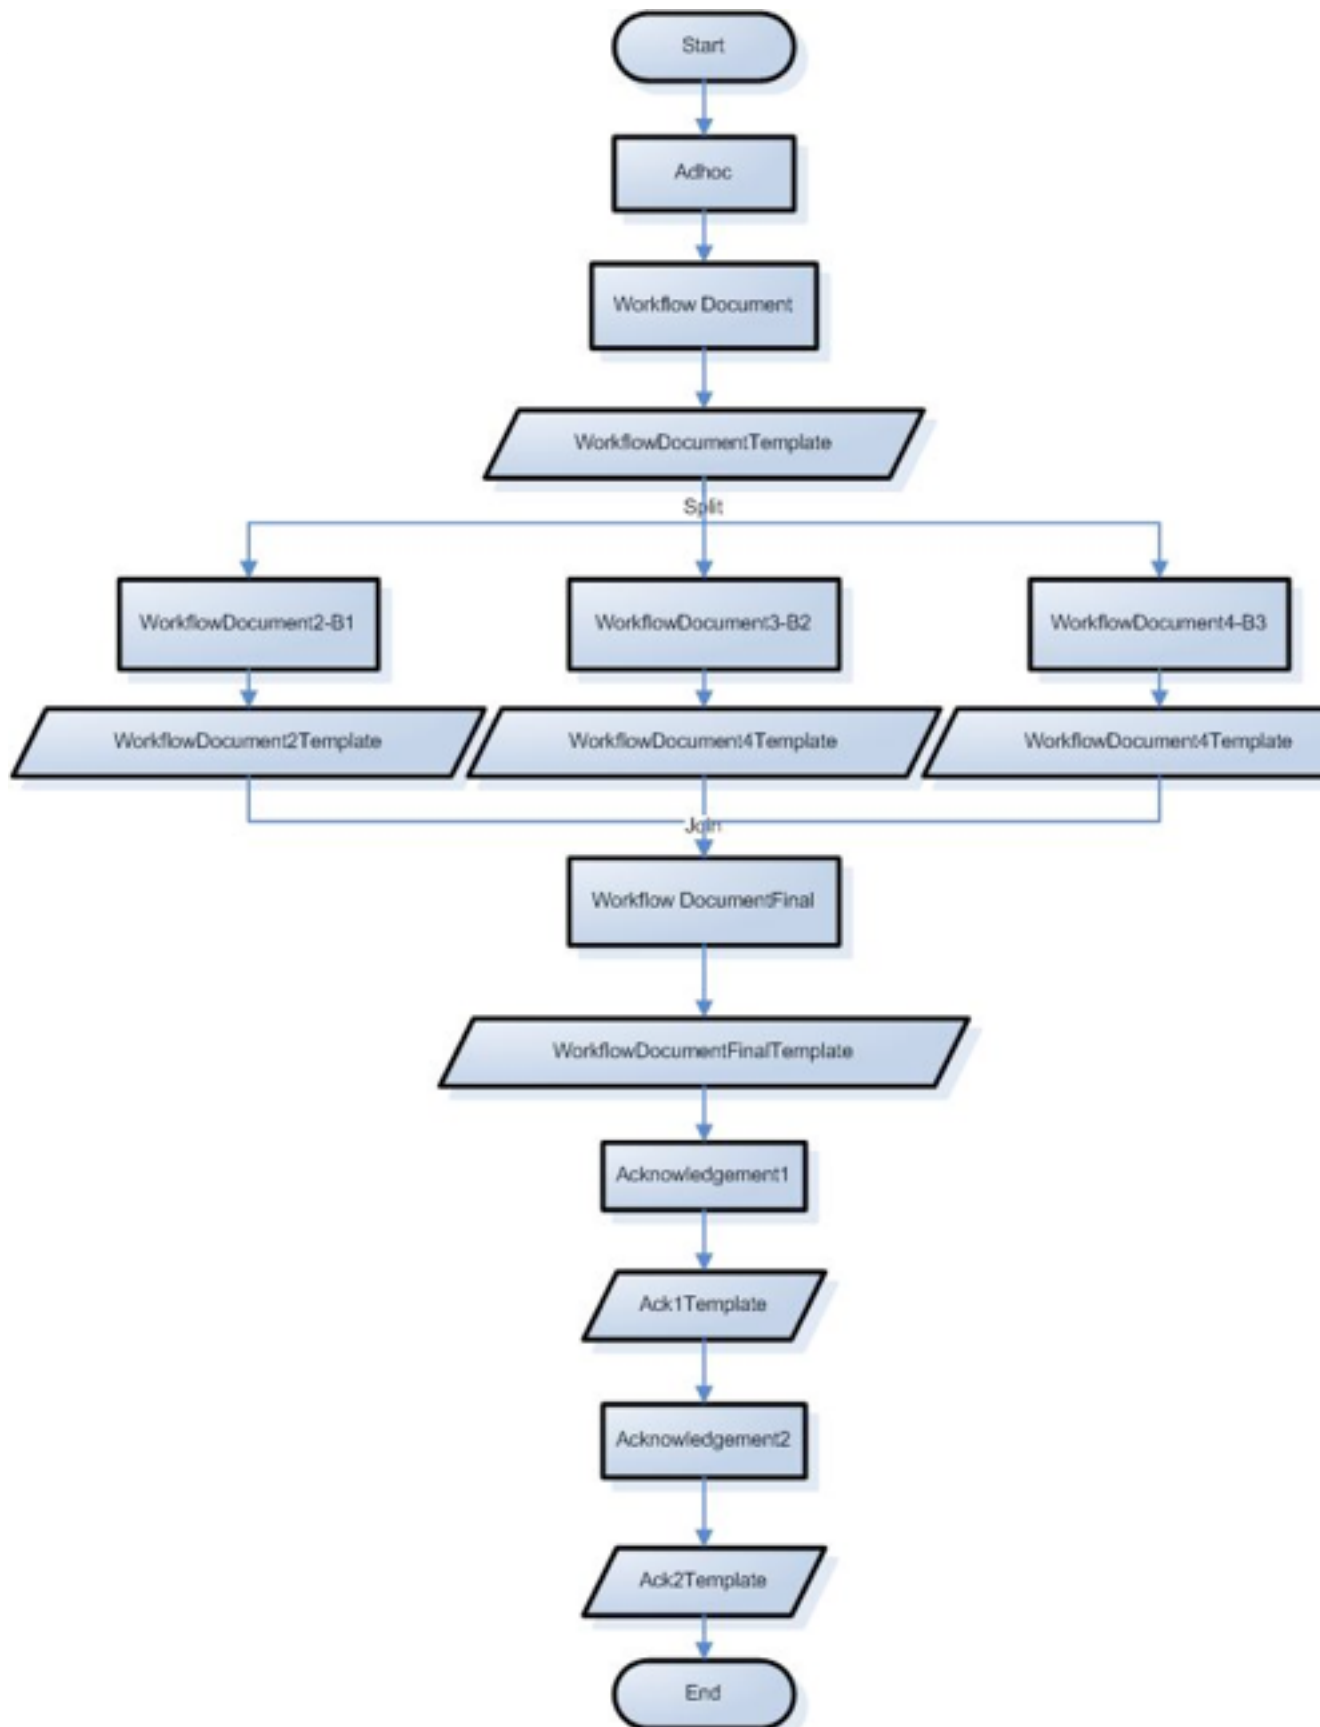 Start
Adhoc
Workflow Document
WorkflowDocumentTemplate
Split
WorkflowDocument2-B1
WorkflowDocument3-B2
WorkflowDocument4-B3
WorkflowDocument2Template
WorkflowDocument4Template
WorkflowDocument4Template
Join
Workflow DocumentFinal
WorkflowDocumentFinalTemplate
Acknowledgement1
Ack1Template
Acknowledgement2
Ack2Template
End